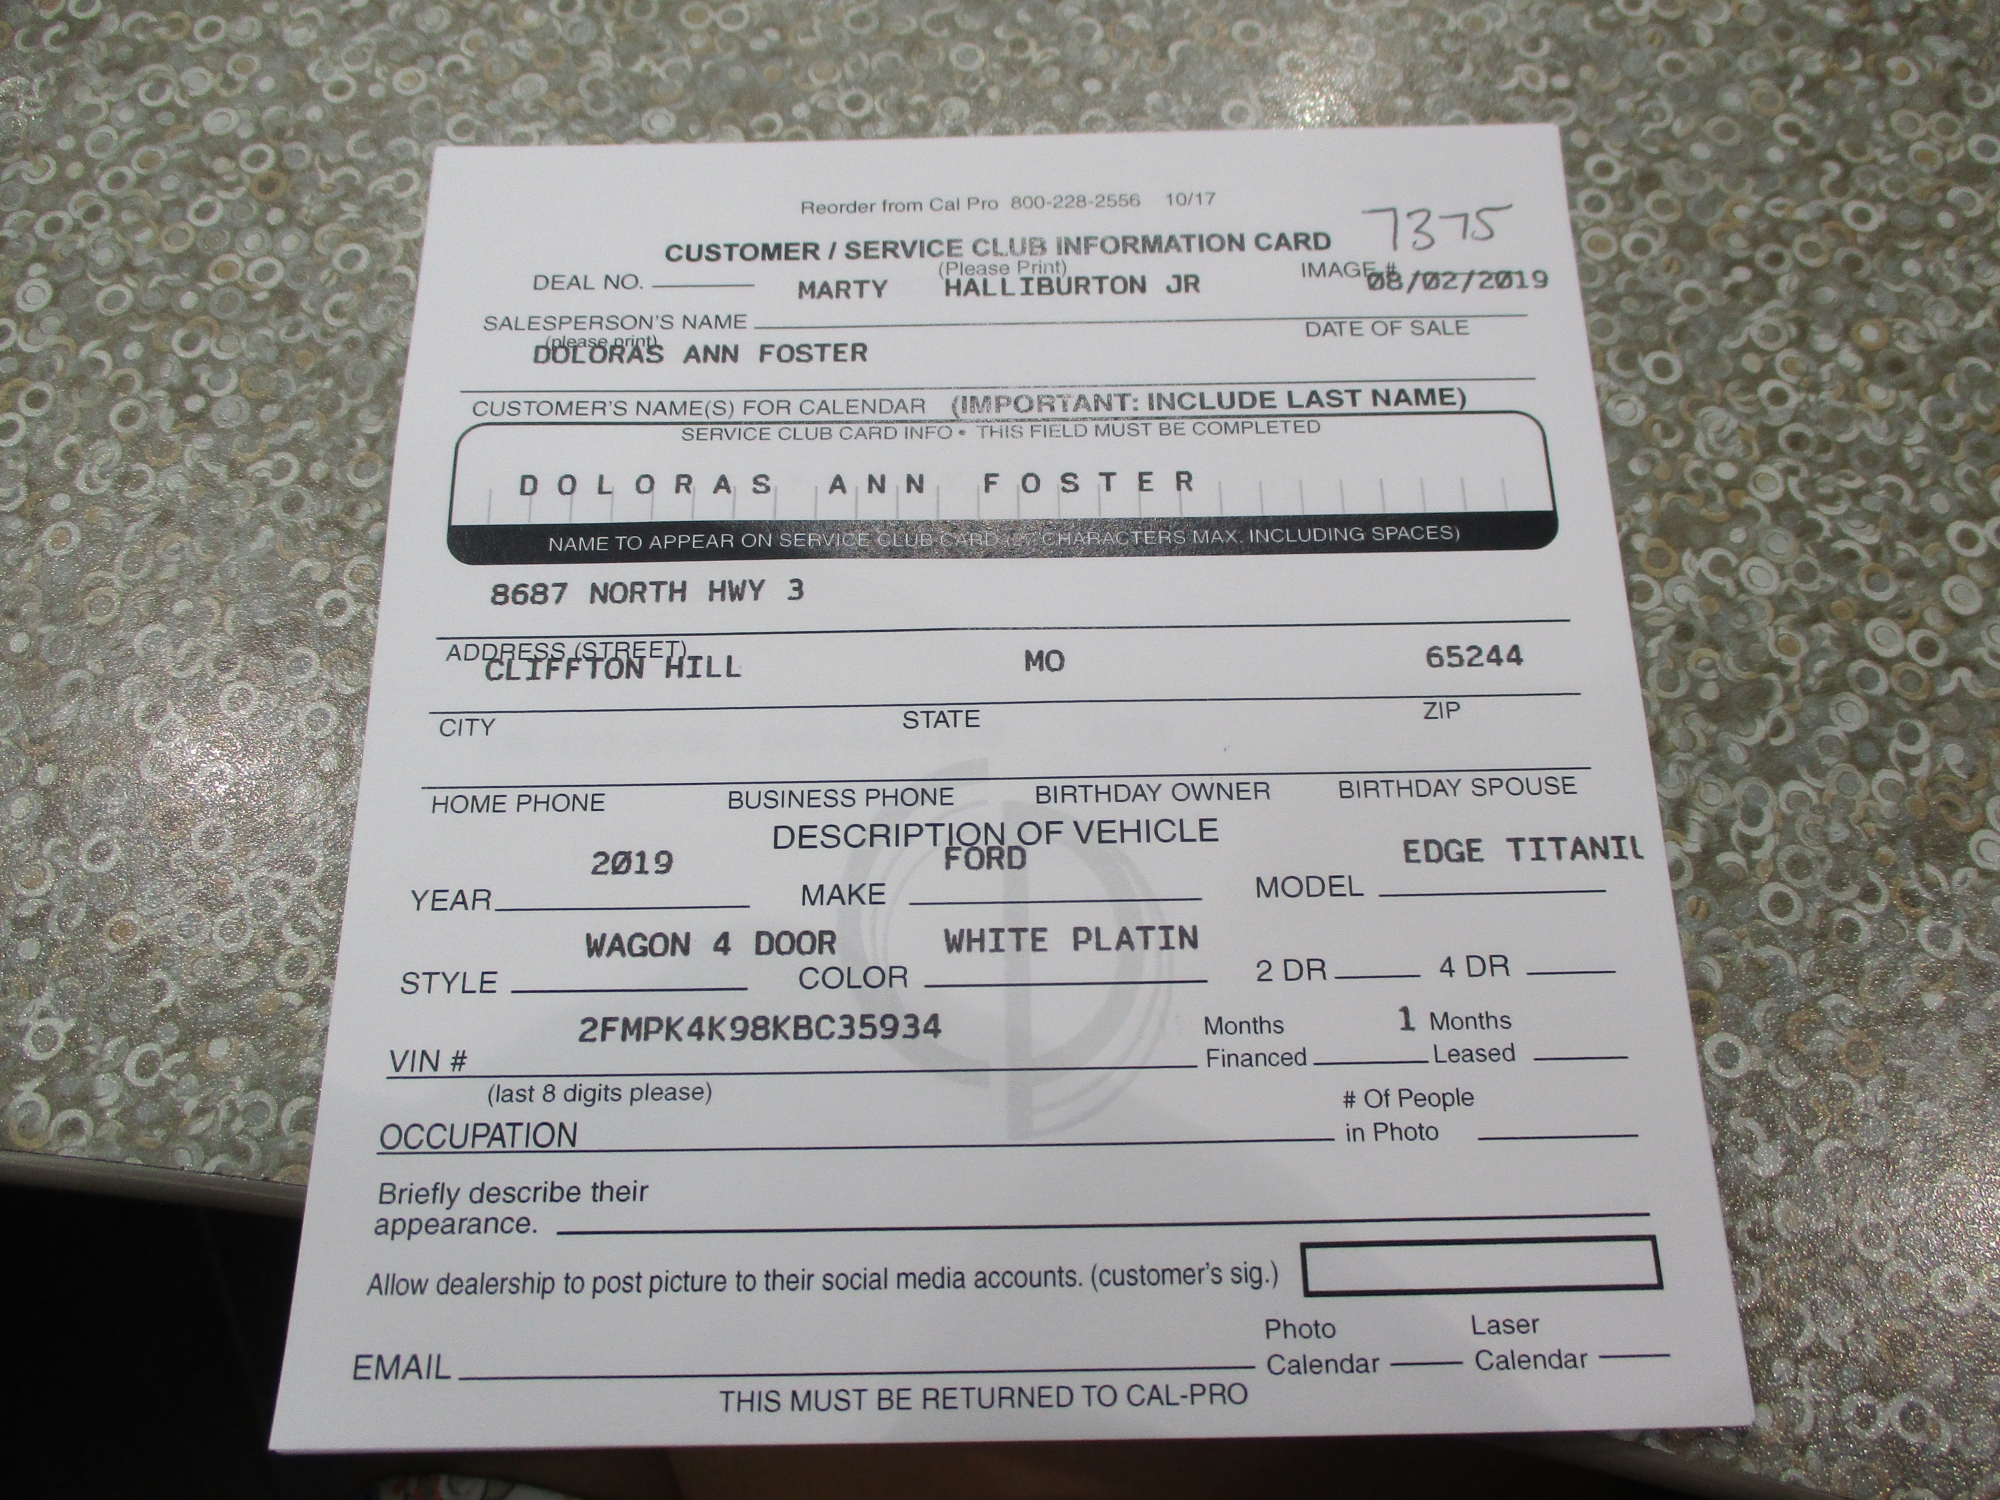 Reorder from Cal Pro 800-228-2556 10/17
7375
CUSTOMER / SERVICE CLUB INFORMATION CARD
(Please Print)
DEAL NO. MARTY HALLIBURTON JR IMAGE # 08/02/2019
SALESPERSON'S NAME DATE OF SALE
(please print)
DOLORAS ANN FOSTER
CUSTOMER'S NAME(S) FOR CALENDAR (IMPORTANT: INCLUDE LAST NAME)
SERVICE CLUB CARD INFO • THIS FIELD MUST BE COMPLETED
DOLORAS ANN FOSTER
NAME TO APPEAR ON SERVICE CLUB CARD (27 CHARACTERS MAX. INCLUDING SPACES)
8687 NORTH HWY 3
ADDRESS (STREET)
CLIFFTON HILL MO 65244
CITY STATE ZIP
HOME PHONE BUSINESS PHONE BIRTHDAY OWNER BIRTHDAY SPOUSE
DESCRIPTION OF VEHICLE
2019 FORD EDGE TITANIU
YEAR MAKE MODEL
WAGON 4 DOOR WHITE PLATIN
STYLE COLOR 2 DR 4 DR
2FMPK4K98KBC35934 Months 1 Months
VIN # Financed Leased
(last 8 digits please) # Of People
OCCUPATION in Photo
Briefly describe their
appearance.
Allow dealership to post picture to their social media accounts. (customer's sig.)
Photo Laser
EMAIL Calendar Calendar
THIS MUST BE RETURNED TO CAL-PRO